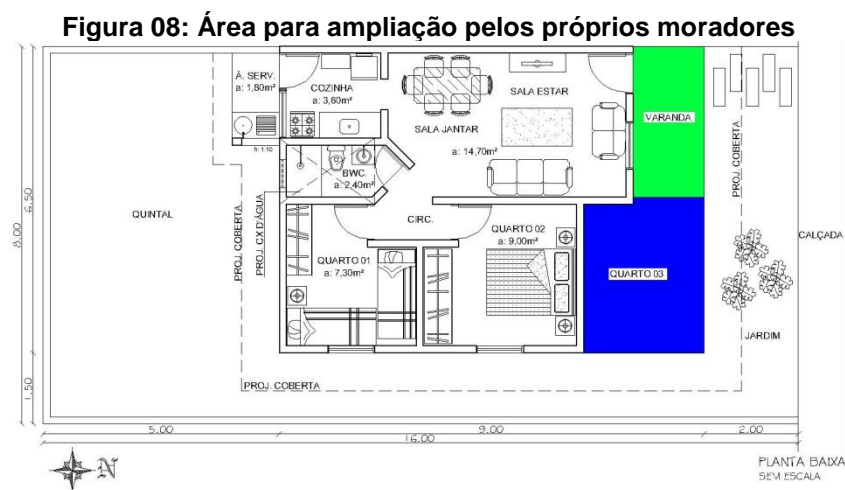 Figura 08: Área para ampliação pelos próprios moradores
Á. SERV.
a: 1,80m²
COZINHA
a: 3,60m²
SALA ESTAR
SALA JANTAR
a: 14,70m²
VARANDA
PROJ. COBERTA
h: 1.10
BWC.
a: 2,40m²
QUINTAL
PROJ. COBERTA
PROJ. CX D'ÁGUA
CIRC.
QUARTO 01
a: 7,30m²
QUARTO 02
a: 9,00m²
QUARTO 03
CALÇADA
JARDIM
PROJ. COBERTA
8.00
6.50
1.50
5.00
9.00
2.00
16.00
N
PLANTA BAIXA
SEM ESCALA